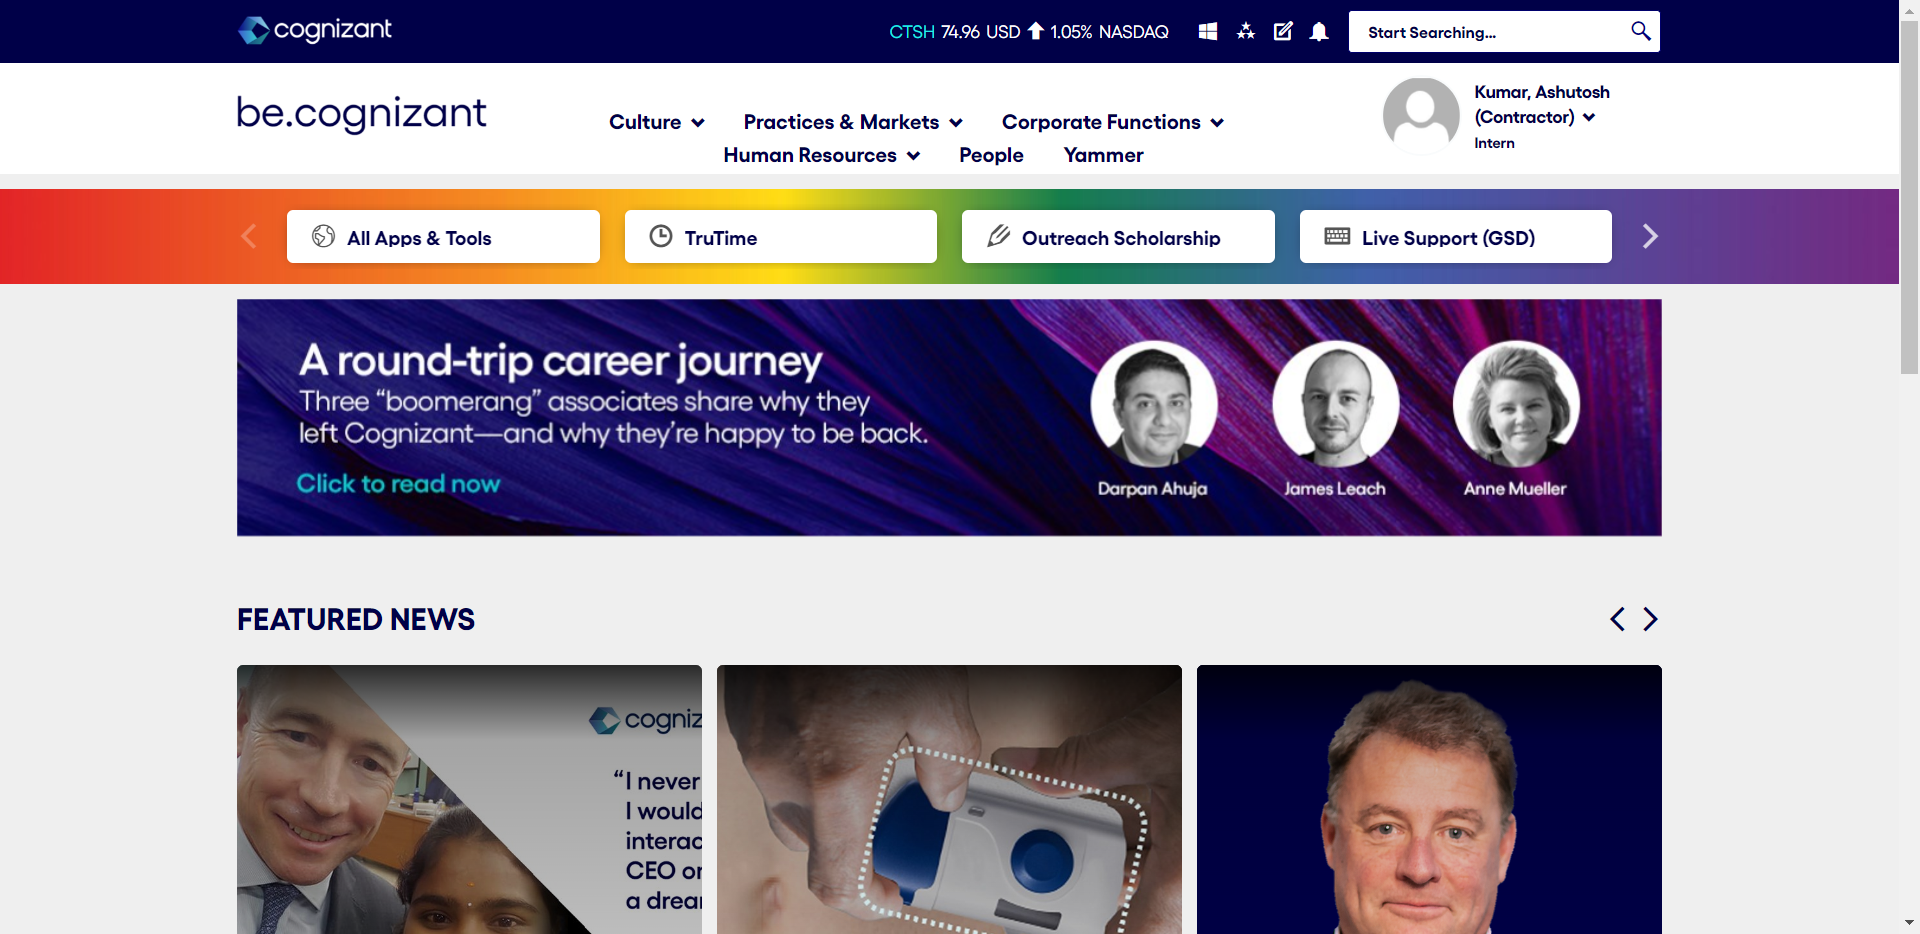 cognizant
CTSH 74.96 USD 1.05% NASDAQ
Start Searching...
be.cognizant
Culture
Practices & Markets
Corporate Functions
Human Resources
People
Yammer
Kumar, Ashutosh
(Contractor)
Intern
All Apps & Tools
TruTime
Outreach Scholarship
Live Support (GSD)
A round-trip career journey
Three “boomerang” associates share why they
left Cognizant—and why they’re happy to be back.
Click to read now
Darpan Ahuja
James Leach
Anne Mueller
FEATURED NEWS
cogniz
“I never
I would
interac
CEO or
a drear